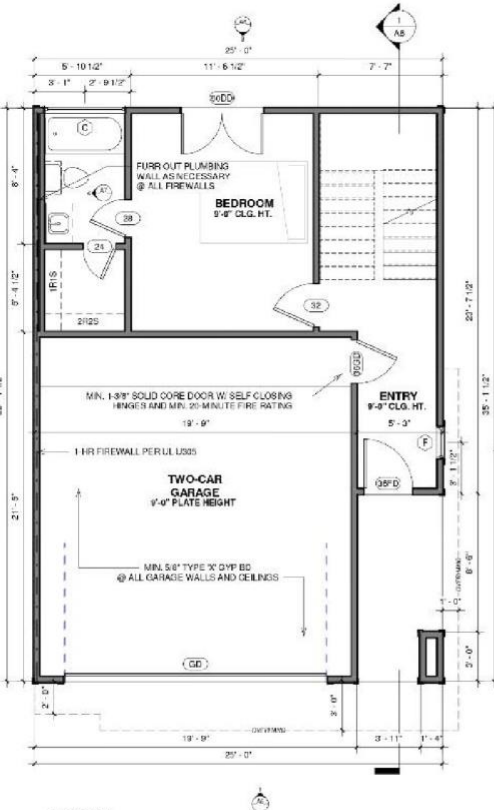 1
A8
25' - 0"
5' - 10 1/2"
11' - 6 1/2"
7' - 7"
3' - 1"
2' - 9 1/2"
C
8' - 4"
FURR OUT PLUMBING
WALL AS NECESSARY
@ ALL FIREWALLS
BEDROOM
9'-0" CLG. HT.
28
24
5' - 4 1/2"
1R1S
2R2S
32
23' - 7 1/2"
35' - 1 1/2"
MIN. 1-3/8" SOLID CORE DOOR W/ SELF CLOSING
HINGES AND MIN. 20-MINUTE FIRE RATING
ENTRY
9'-0" CLG. HT.
19' - 9"
5' - 3"
F
1-HR FIREWALL PER UL U305
TWO-CAR
GARAGE
9'-0" PLATE HEIGHT
21' - 5"
MIN. 5/8" TYPE 'X' GYP BD
@ ALL GARAGE WALLS AND CEILINGS
8' - 6"
1' - 0"
3' - 0"
GD
2' - 0"
3' - 0"
19' - 9"
3' - 11"
1' - 4"
25' - 0"